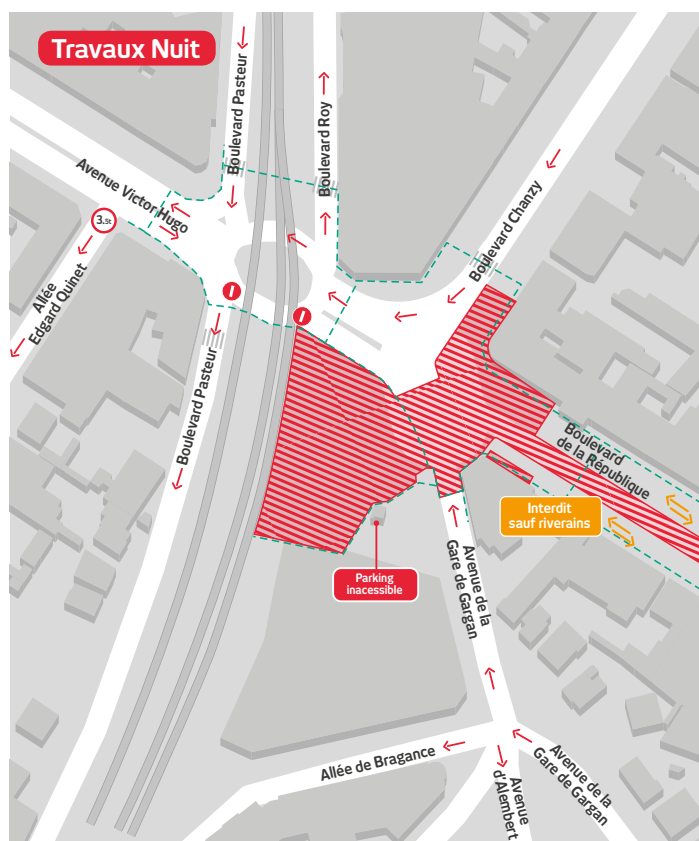 Travaux Nuit
Boulevard Pasteur
Boulevard Roy
Boulevard Chanzy
Avenue Victor Hugo
3.5t
Allée
Edgard Quinet
Boulevard Pasteur
Boulevard
de la République
Interdit
sauf riverains
Parking
inacessible
Avenue de la
Gare de Gargan
Allée de Bragance
Avenue
d'Alembert
Avenue de la
Gare de Gargan